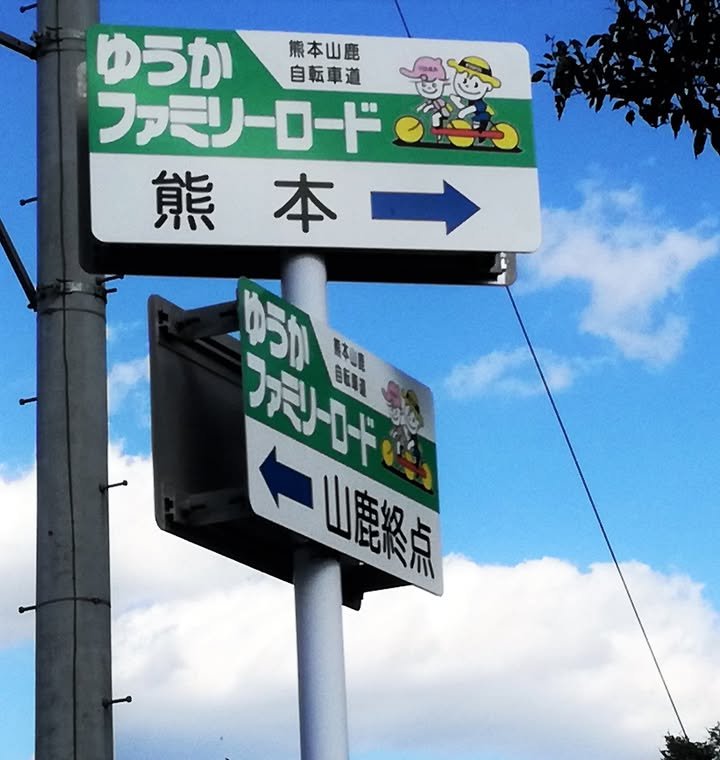 ゆうか
ファミリーロード
熊本山鹿
自転車道
熊本 →
ゆうか
ファミリーロード
熊本山鹿
自転車道
← 山鹿終点